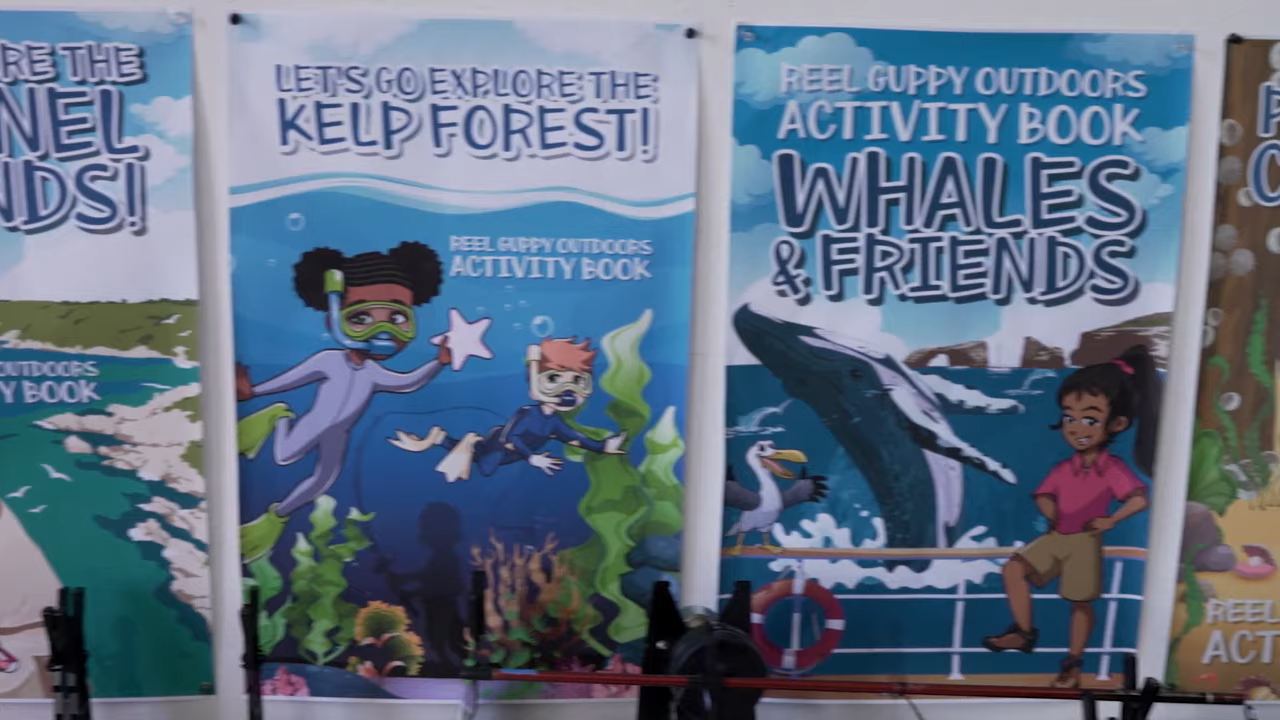 RE THE
NEL
NDS!
OUTDOORS
Y BOOK
LET'S GO EXPLORE THE
KELP FOREST!
REEL GUPPY OUTDOORS
ACTIVITY BOOK
REEL GUPPY OUTDOORS
ACTIVITY BOOK
WHALES
& FRIENDS
P
C
REEL
ACT